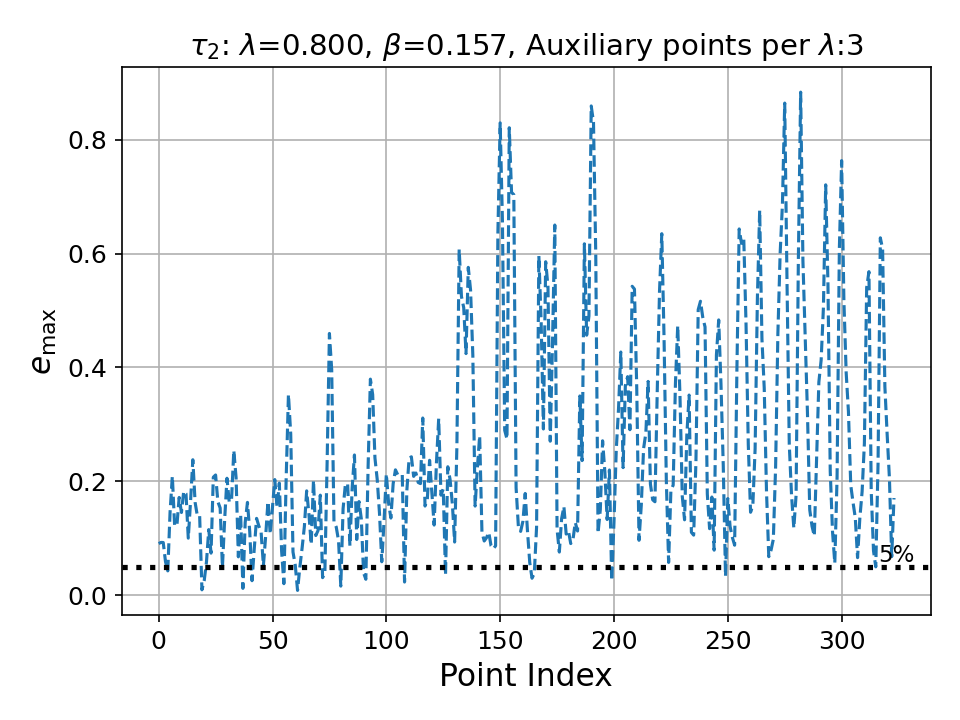 τ₂: λ=0.800, β=0.157, Auxiliary points per λ:3
e_max
0.8
0.6
0.4
0.2
0.0
5%
0 50 100 150 200 250 300
Point Index